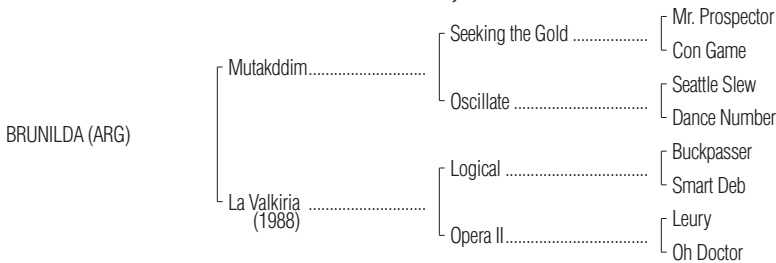 Mr. Prospector
Seeking the Gold .................
Con Game
Mutakddim...........................
Seattle Slew
Oscillate ..............................
Dance Number
BRUNILDA (ARG)
Buckpasser
Logical ................................
Smart Deb
La Valkiria ...........................
(1988)
Leury
Opera II................................
Oh Doctor